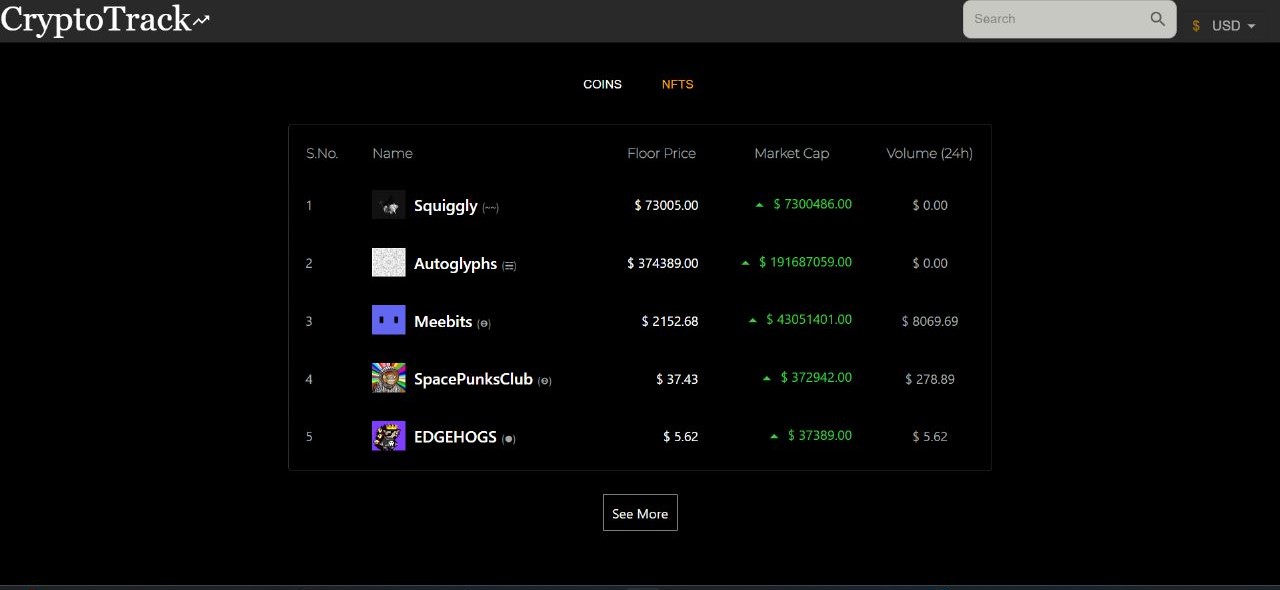 CryptoTrack
Search
$ USD
COINS NFTS
S.No. Name Floor Price Market Cap Volume (24h)
1 Squiggly (~~) $ 73005.00 $ 7300486.00 $ 0.00
2 Autoglyphs (☰) $ 374389.00 $ 191687059.00 $ 0.00
3 Meebits (⊖) $ 2152.68 $ 43051401.00 $ 8069.69
4 SpacePunksClub (⊖) $ 37.43 $ 372942.00 $ 278.89
5 EDGEHOGS (●) $ 5.62 $ 37389.00 $ 5.62
See More